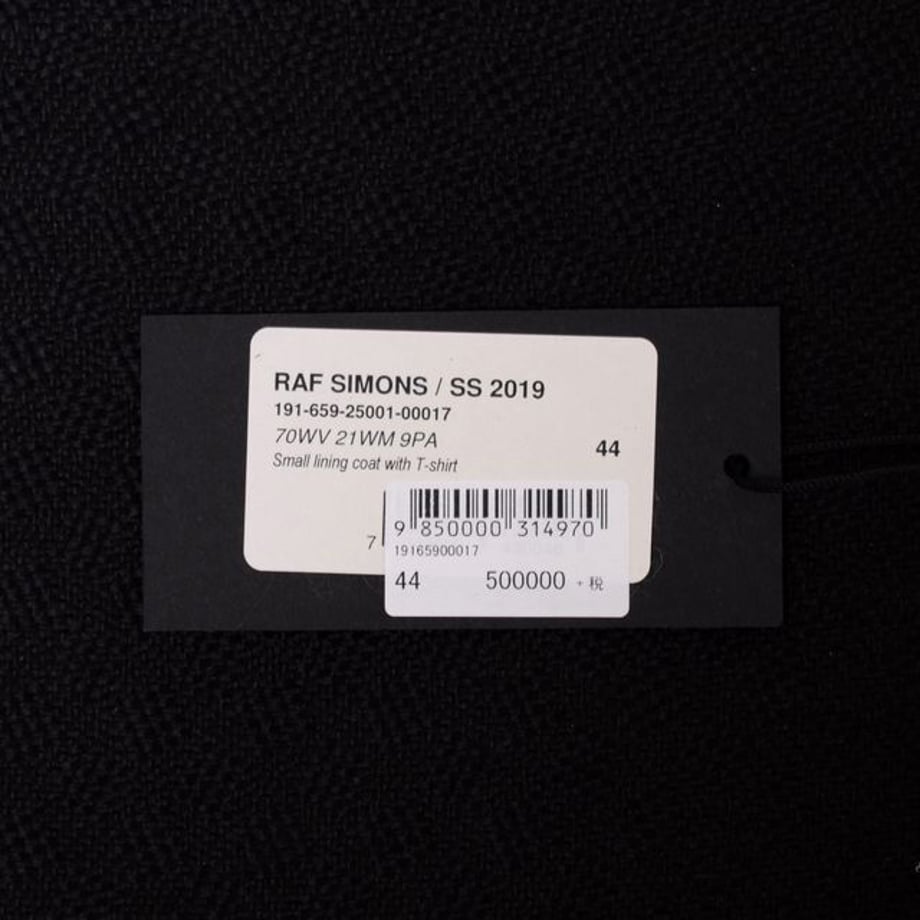 RAF SIMONS / SS 2019
191-659-25001-00017
70WV 21WM 9PA
44
Small lining coat with T-shirt
7
9 850000 314970
19165900017
44 500000 + 税